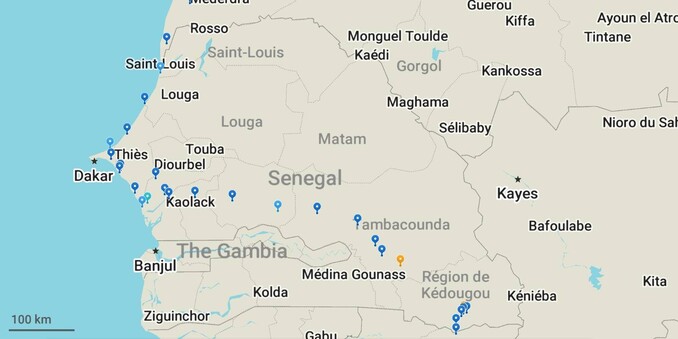 Mederdra
Rosso
Saint-Louis
Saint-Louis
Louga
Louga
Touba
Thiès
Diourbel
Dakar
Kaolack
Matam
Senegal
Tambacounda
The Gambia
Banjul
Médina Gounass
Région de
Kédougou
Kolda
Ziguinchor
Gabu
Kéniéba
Kita
Bafoulabe
Kayes
Nioro du Sah
Sélibaby
Maghama
Kankossa
Gorgol
Kaédi
Monguel Toulde
Guerou
Kiffa
Ayoun el Atro
Tintane
100 km